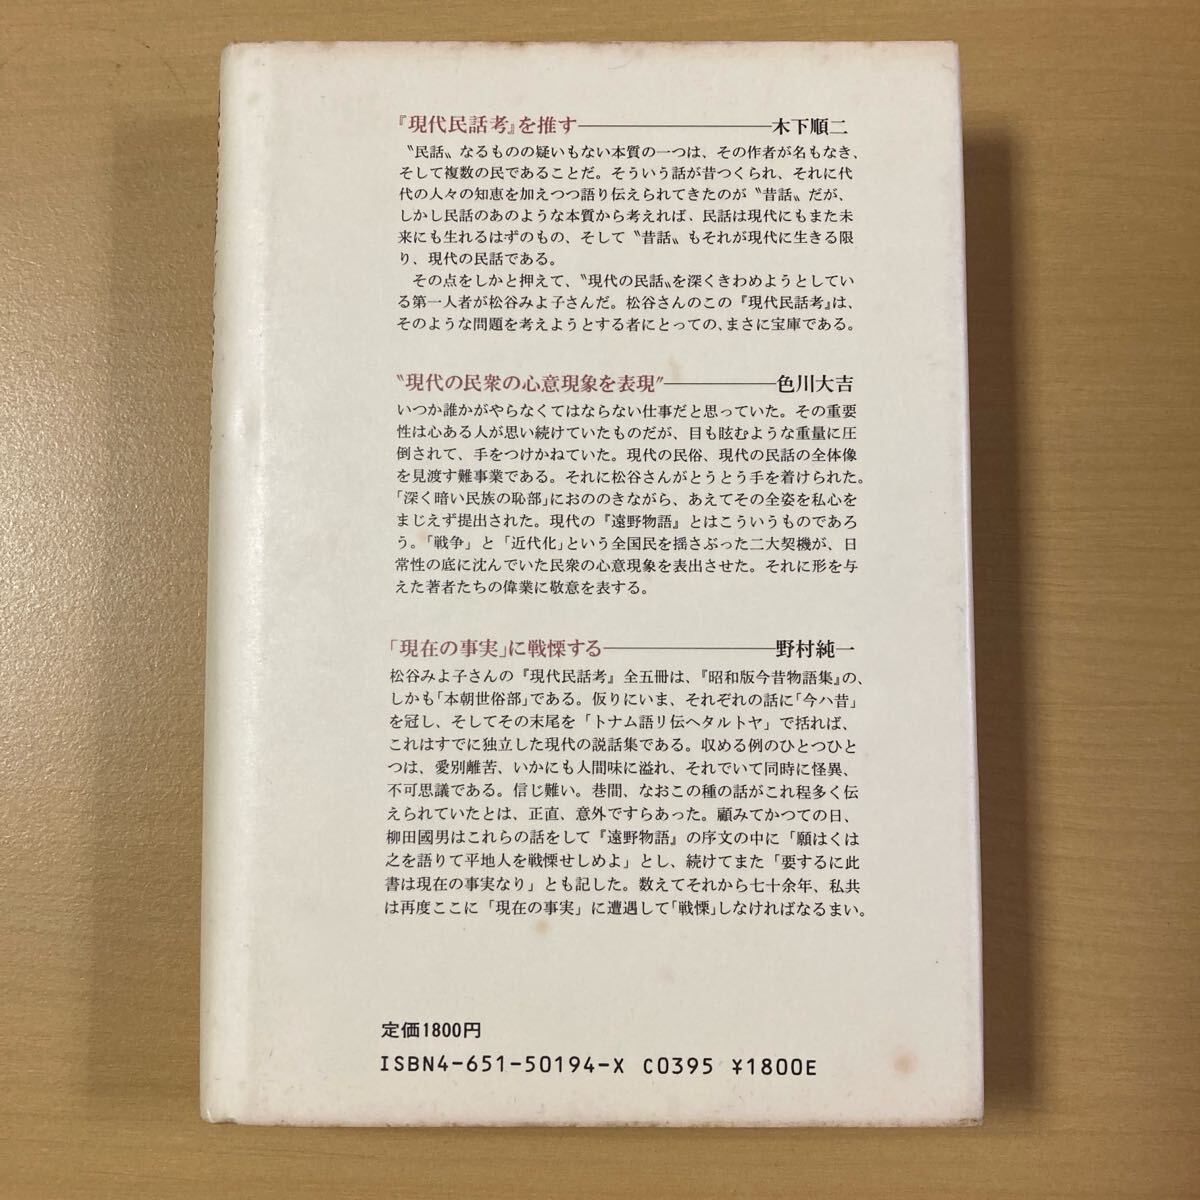 『現代民話考』を推す――――木下順二
〝民話〟なるものの疑いもない本質の一つは、その作者が名もなき、
そして複数の民であることだ。そういう話が昔つくられ、それに代
代の人々の知恵を加えつつ語り伝えられてきたのが〝昔話〟だが、
しかし民話のあのような本質から考えれば、民話は現代にもまた未
来にも生れるはずのもの、そして〝昔話〟もそれが現代に生きる限
り、現代の民話である。
その点をしかと押えて、〝現代の民話〟を深くきわめようとしてい
る第一人者が松谷みよ子さんだ。松谷さんのこの『現代民話考』は、
そのような問題を考えようとする者にとっての、まさに宝庫である。
〝現代の民衆の心意現象を表現〟――――色川大吉
いつか誰かがやらなくてはならない仕事だと思っていた。その重要
性は心ある人が思い続けていたものだが、目も眩むような重量に圧
倒されて、手をつけかねていた。現代の民俗、現代の民話の全体像
を見渡す難事業である。それに松谷さんがとうとう手を着けられた。
「深く暗い民族の恥部」におののきながら、あえてその全姿を私心を
まじえず提出された。現代の『遠野物語』とはこういうものであろ
う。「戦争」と「近代化」という全国民を揺さぶった二大契機が、日
常性の底に沈んでいた民衆の心意現象を表出させた。それに形を与
えた著者たちの偉業に敬意を表する。
「現在の事実」に戦慄する――――野村純一
松谷みよ子さんの『現代民話考』全五冊は、『昭和版今昔物語集』の、
しかも「本朝世俗部」である。仮りにいま、それぞれの話に「今ハ昔」
を冠し、そしてその末尾を「トナム語リ伝ヘタルトヤ」で括れば、
これはすでに独立した現代の説話集である。収める例のひとつひと
つは、愛別離苦、いかにも人間味に溢れ、それでいて同時に怪異、
不可思議である。信じ難い。巷間、なおこの種の話がこれ程多く伝
えられていたとは、正直、意外ですらあった。顧みてかつての日、
柳田國男はこれらの話をして『遠野物語』の序文の中に「願はくは
之を語りて平地人を戦慄せしめよ」とし、続けてまた「要するに此
書は現在の事実なり」とも記した。数えてそれから七十余年、私共
は再度ここに「現在の事実」に遭遇して「戦慄」しなければなるまい。
定価1800円
ISBN4-651-50194-X C0395 ¥1800E